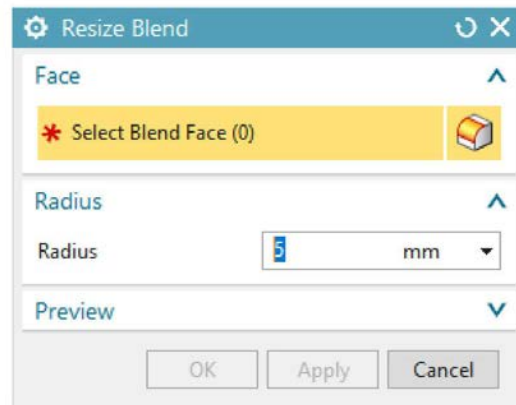 Resize Blend
Face
* Select Blend Face (0)
Radius
Radius 5 mm
Preview
OK Apply Cancel